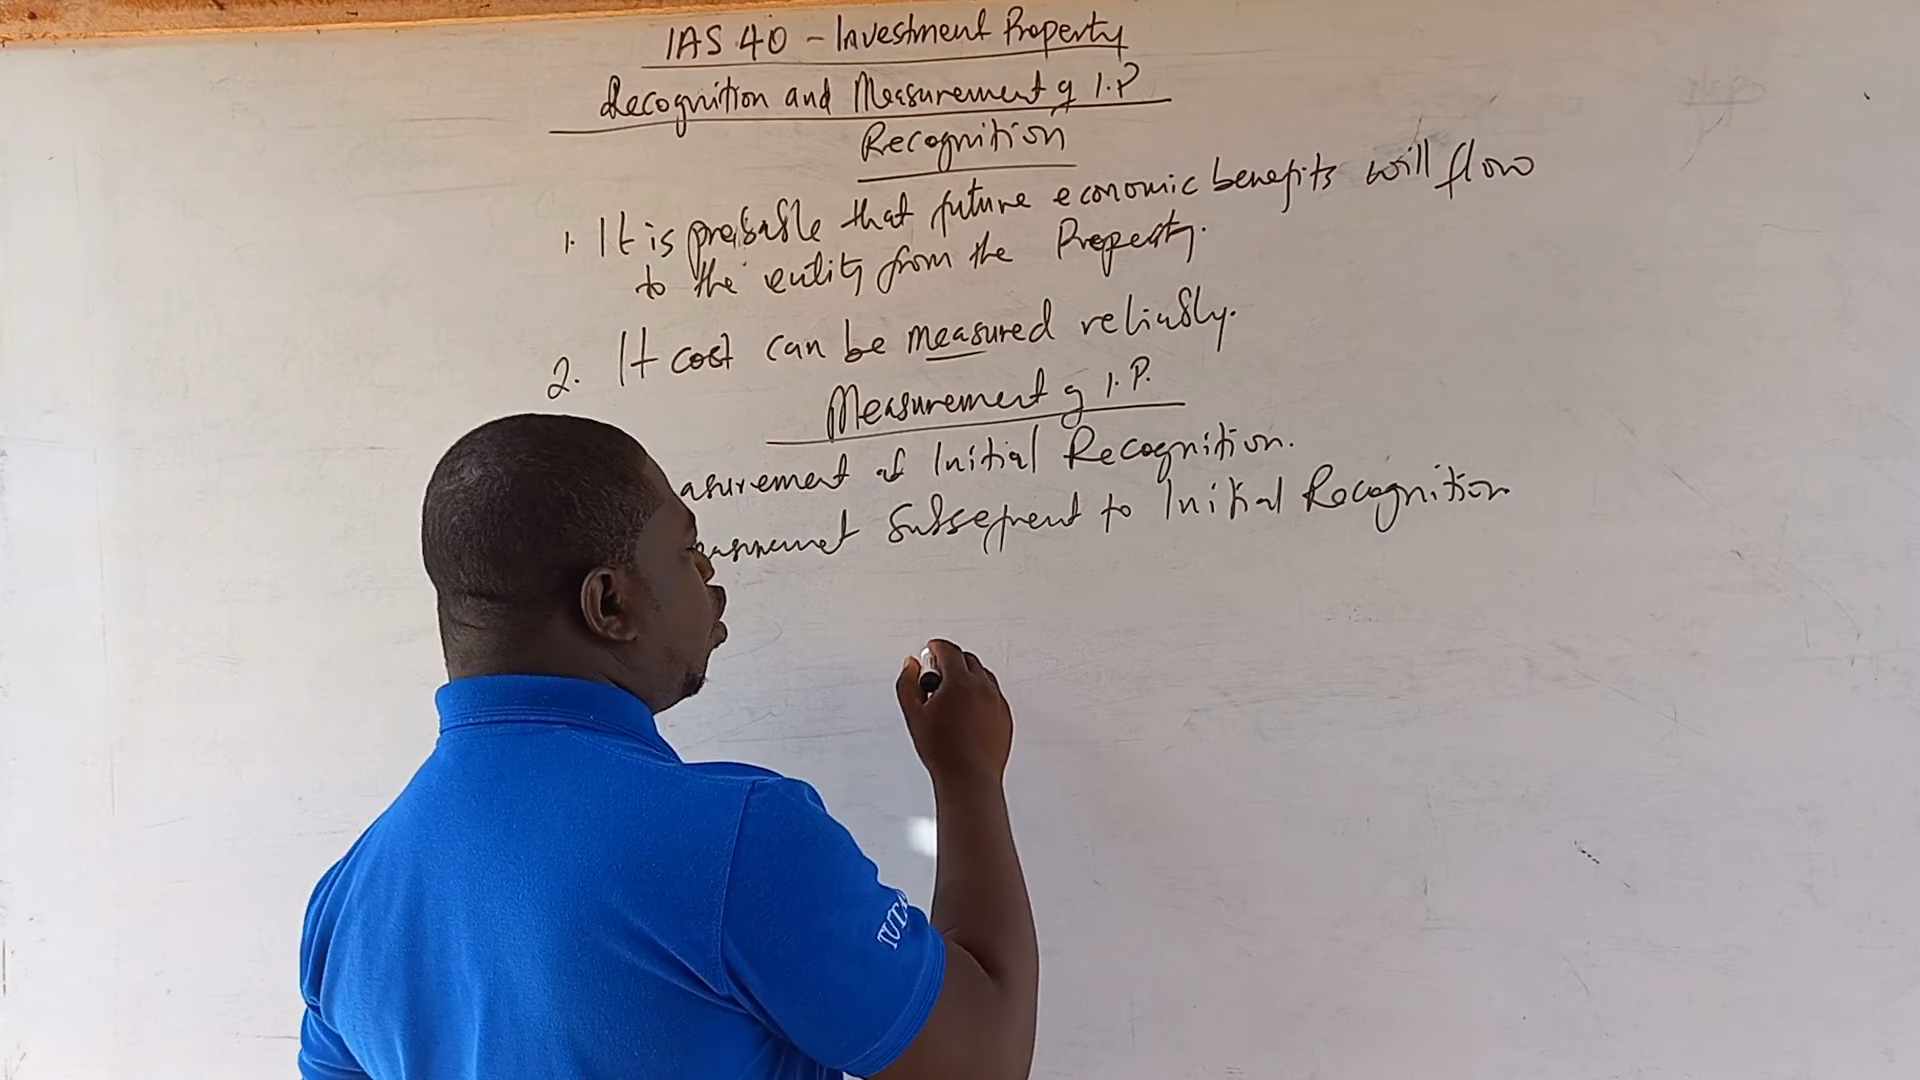 IAS 40 - Investment Property
Recognition and Measurement of I.P
Recognition
1. It is probable that future economic benefits will flow
to the entity from the Property.
2. It cost can be measured reliably.
Measurement of I.P.
asurement at Initial Recognition.
easurement Subsequent to Initial Recognition
TUTA